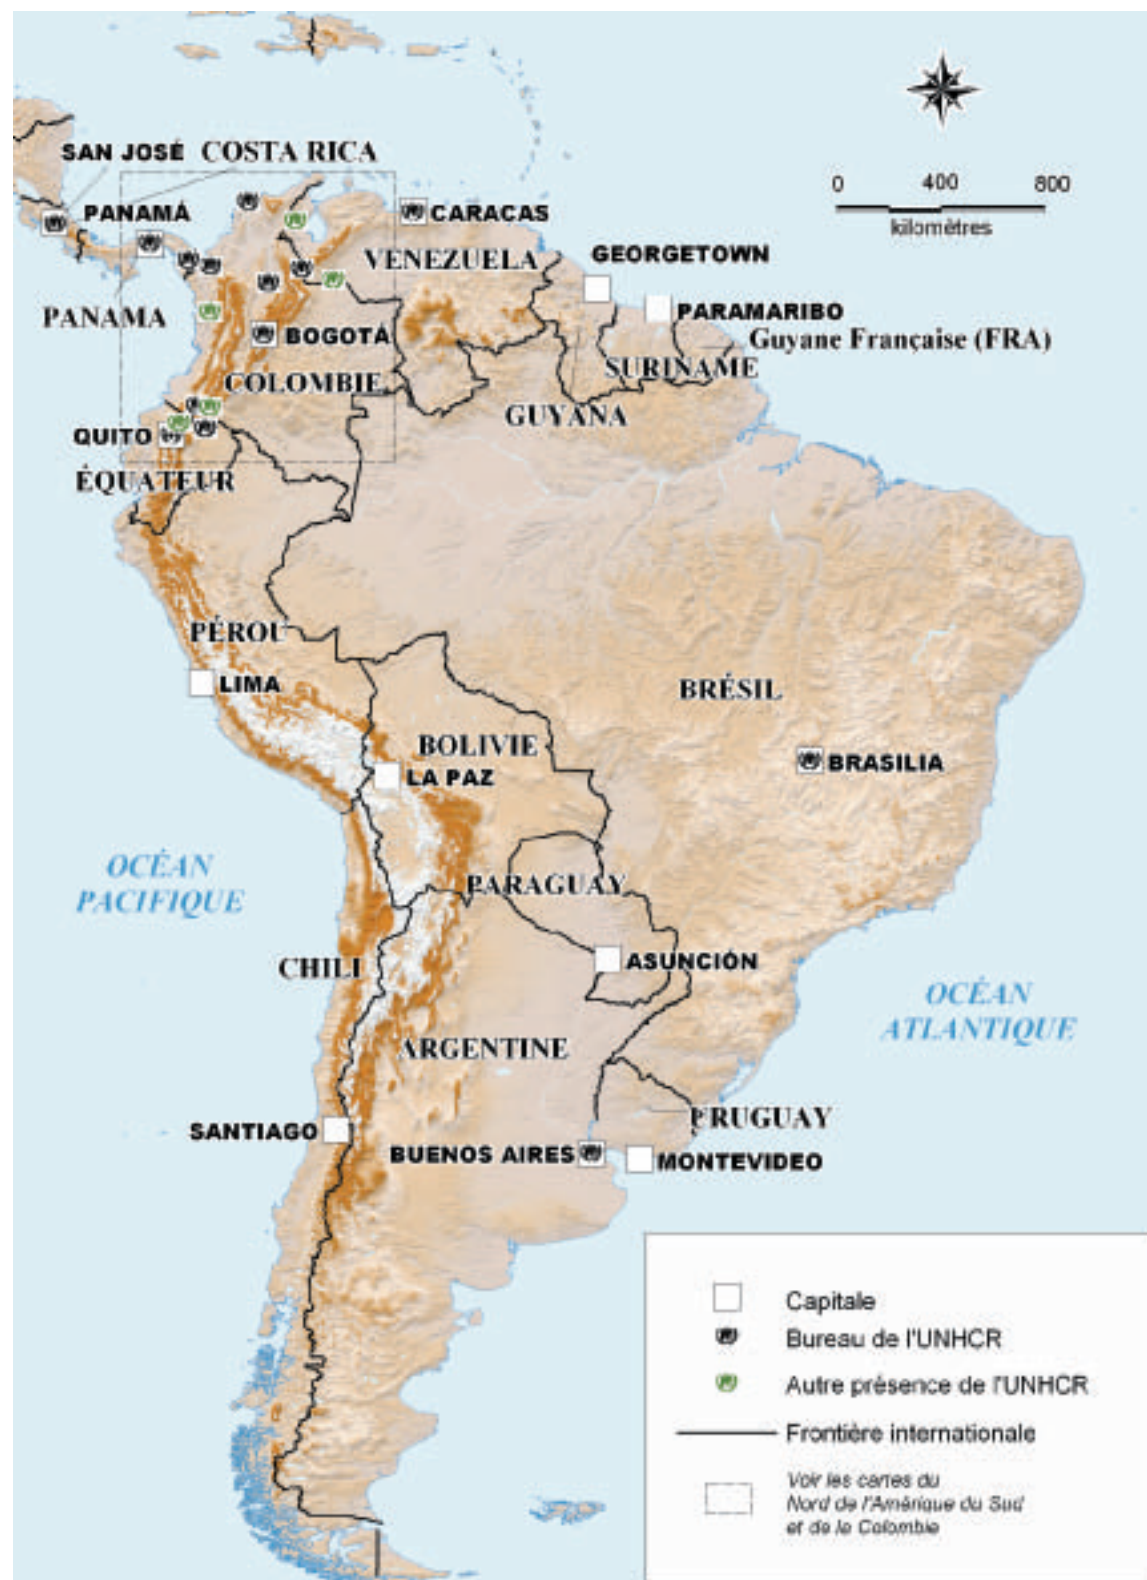 SAN JOSÉ
COSTA RICA
PANAMÁ
CARACAS
VENEZUELA
GEORGETOWN
0 400 800
kilomètres
PANAMA
PARAMARIBO
BOGOTÁ
Guyane Française (FRA)
SURINAME
COLOMBIE
GUYANA
QUITO
ÉQUATEUR
PÉROU
LIMA
BRÉSIL
BOLIVIE
BRASILIA
LA PAZ
OCÉAN
PACIFIQUE
PARAGUAY
ASUNCIÓN
CHILI
OCÉAN
ATLANTIQUE
ARGENTINE
URUGUAY
SANTIAGO
BUENOS AIRES
MONTEVIDEO
Capitale
Bureau de l'UNHCR
Autre présence de l'UNHCR
Frontière internationale
Voir les cartes du
Nord de l'Amérique du Sud
et de la Colombie